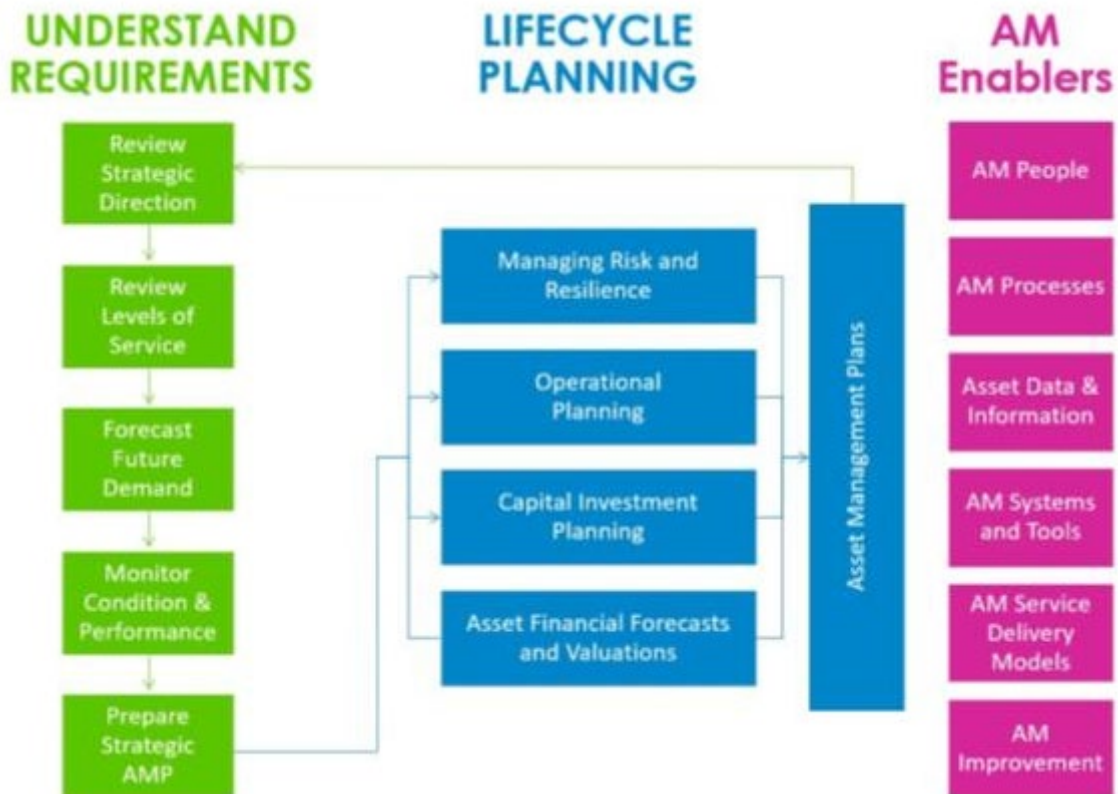 UNDERSTAND
REQUIREMENTS
Review
Strategic
Direction
Review
Levels of
Service
Forecast
Future
Demand
Monitor
Condition &
Performance
Prepare
Strategic
AMP
LIFECYCLE
PLANNING
Managing Risk and
Resilience
Operational
Planning
Capital Investment
Planning
Asset Financial Forecasts
and Valuations
Asset Management Plans
AM
Enablers
AM People
AM Processes
Asset Data &
Information
AM Systems
and Tools
AM Service
Delivery
Models
AM
Improvement